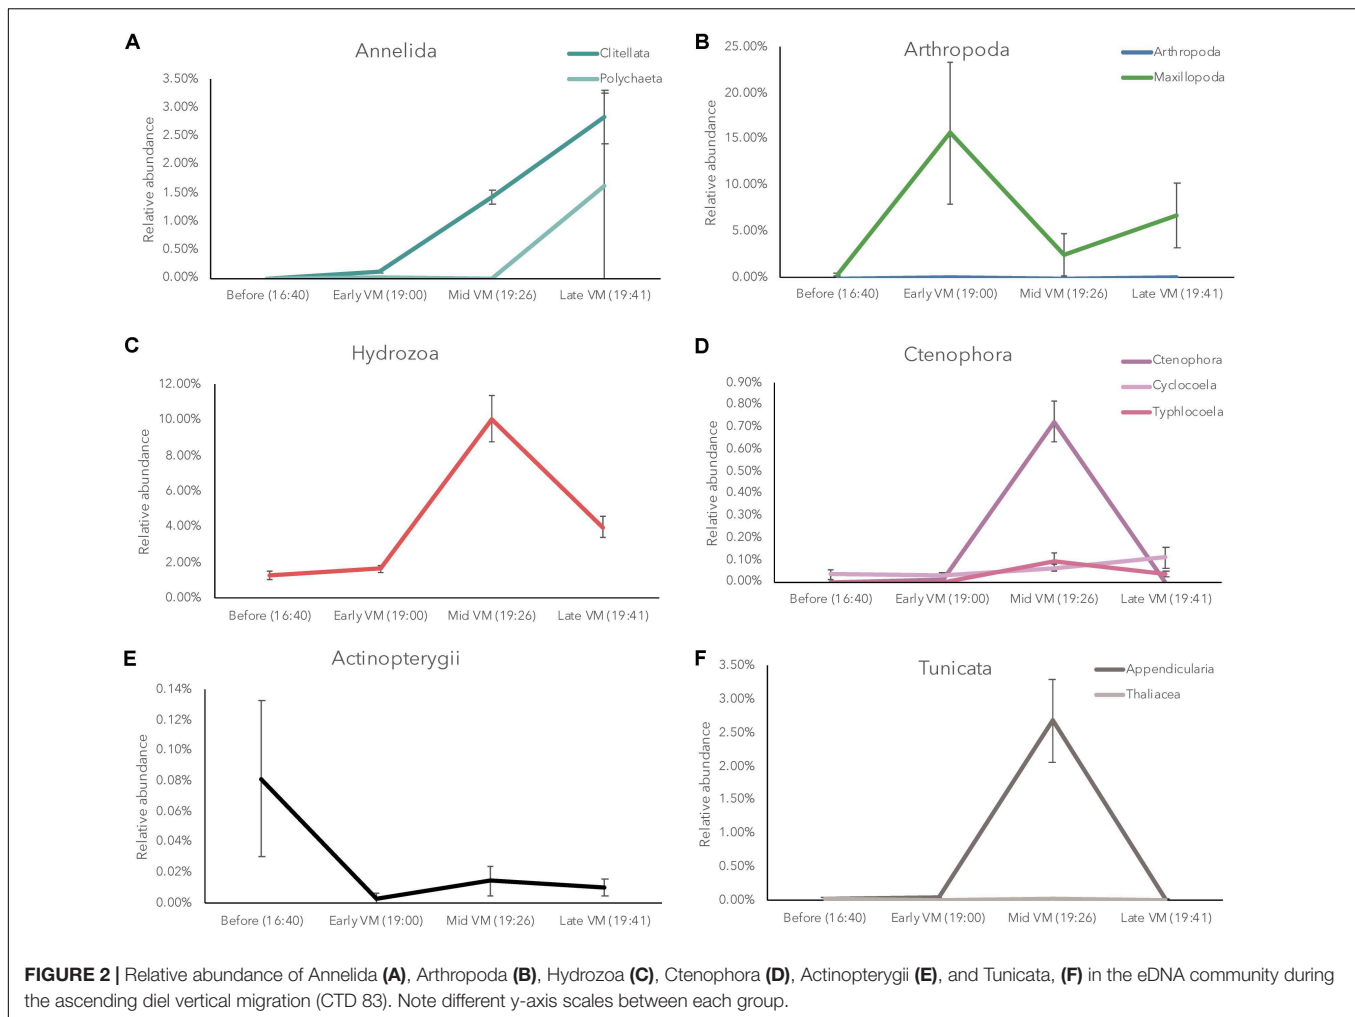 A
Annelida
Clitellata
Polychaeta
3.50%
3.00%
2.50%
2.00%
1.50%
1.00%
0.50%
0.00%
Relative abundance
Before (16:40) Early VM (19:00) Mid VM (19:26) Late VM (19:41)
B
Arthropoda
Arthropoda
Maxillopoda
25.00%
20.00%
15.00%
10.00%
5.00%
0.00%
Relative abundance
Before (16:40) Early VM (19:00) Mid VM (19:26) Late VM (19:41)
C
Hydrozoa
12.00%
10.00%
8.00%
6.00%
4.00%
2.00%
0.00%
Relative abundance
Before (16:40) Early VM (19:00) Mid VM (19:26) Late VM (19:41)
D
Ctenophora
Ctenophora
Cyclocoela
Typhlocoela
0.90%
0.80%
0.70%
0.60%
0.50%
0.40%
0.30%
0.20%
0.10%
0.00%
Relative abundance
Before (16:40) Early VM (19:00) Mid VM (19:26) Late VM (19:41)
E
Actinopterygii
0.14%
0.12%
0.10%
0.08%
0.06%
0.04%
0.02%
0.00%
Relative abundance
Before (16:40) Early VM (19:00) Mid VM (19:26) Late VM (19:41)
F
Tunicata
Appendicularia
Thaliacea
3.50%
3.00%
2.50%
2.00%
1.50%
1.00%
0.50%
0.00%
Relative abundance
Before (16:40) Early VM (19:00) Mid VM (19:26) Late VM (19:41)
FIGURE 2 | Relative abundance of Annelida (A), Arthropoda (B), Hydrozoa (C), Ctenophora (D), Actinopterygii (E), and Tunicata, (F) in the eDNA community during
the ascending diel vertical migration (CTD 83). Note different y-axis scales between each group.